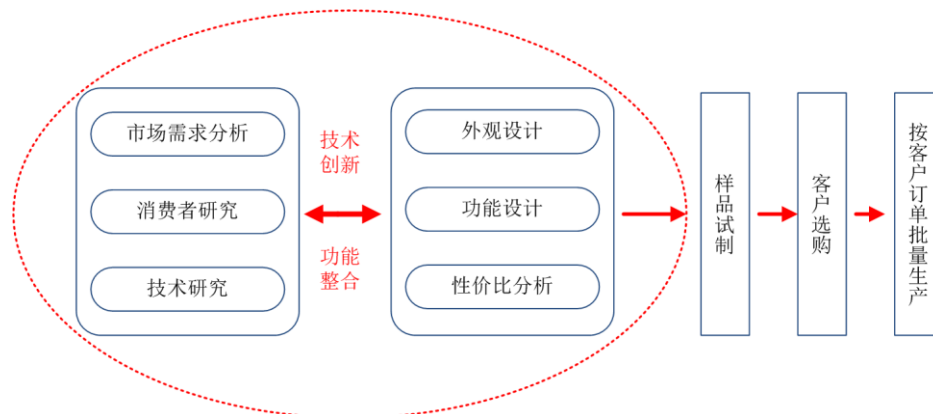 市场需求分析
消费者研究
技术研究
技术
创新
功能
整合
外观设计
功能设计
性价比分析
样品试制
客户选购
按客户订单批量生产